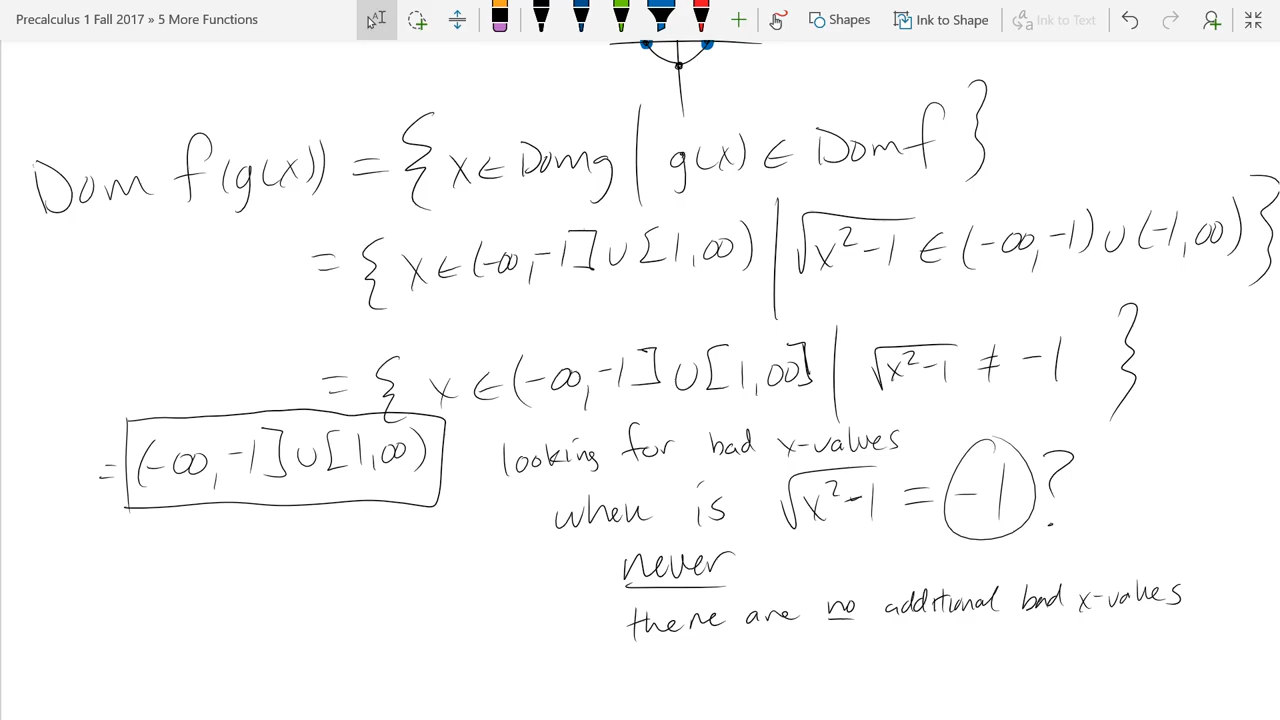 Precalculus 1 Fall 2017 » 5 More Functions
Shapes
Ink to Shape
Ink to Text
Dom f(g(x)) = { x ∈ Dom g | g(x) ∈ Dom f }
= { x ∈ (-∞, -1] ∪ [1, ∞) | √x²-1 ∈ (-∞, -1) ∪ (-1, ∞) }
= { x ∈ (-∞, -1] ∪ [1, ∞) | √x²-1 ≠ -1 }
= (-∞, -1] ∪ [1, ∞)
looking for bad x-values
when is √x²-1 = -1 ?
never
there are no additional bad x-values